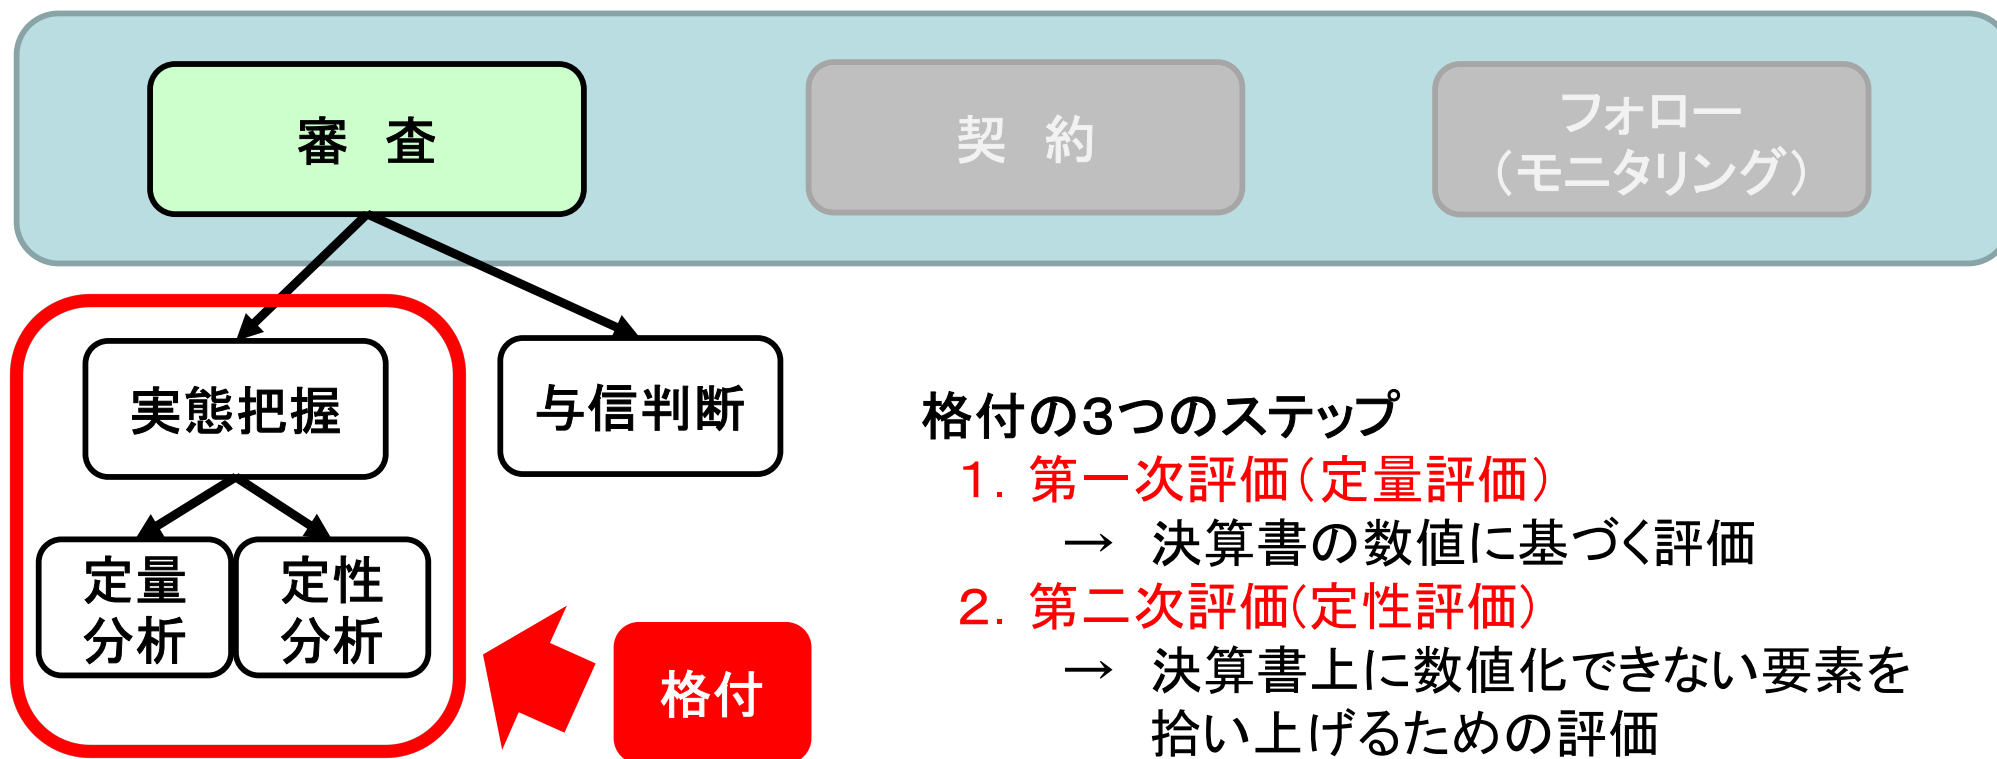 審　査
契　約
フォロー
（モニタリング）
実態把握
与信判断
定量
分析
定性
分析
格付
格付の３つのステップ
１．第一次評価（定量評価）
→　決算書の数値に基づく評価
２．第二次評価(定性評価)
→　決算書上に数値化できない要素を
拾い上げるための評価